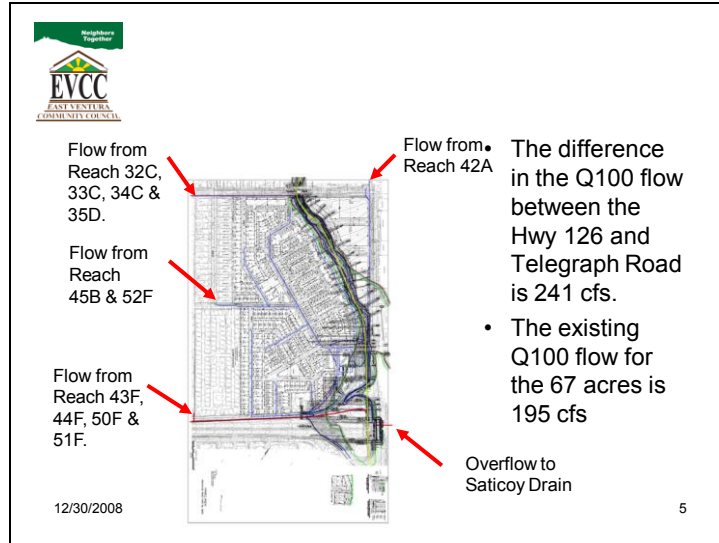 Neighbors
Together
EVCC
EAST VENTURA
COMMUNITY COUNCIL
Flow from
Reach 32C,
33C, 34C &
35D.
Flow from
Reach
45B & 52F
Flow from
Reach 43F,
44F, 50F &
51F.
Flow from
Reach 42A
Overflow to
Saticoy Drain
• The difference
in the Q100 flow
between the
Hwy 126 and
Telegraph Road
is 241 cfs.
• The existing
Q100 flow for
the 67 acres is
195 cfs
12/30/2008
5